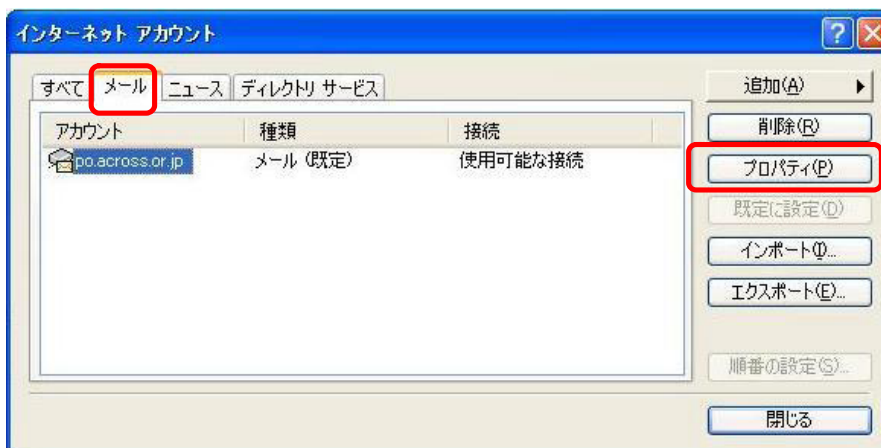 インターネット アカウント
?
すべて メール ニュース ディレクトリ サービス
アカウント 種類 接続
po.across.or.jp メール (既定) 使用可能な接続
追加(A)
削除(R)
プロパティ(P)
既定に設定(D)
インポート(I)...
エクスポート(E)...
順番の設定(S)...
閉じる